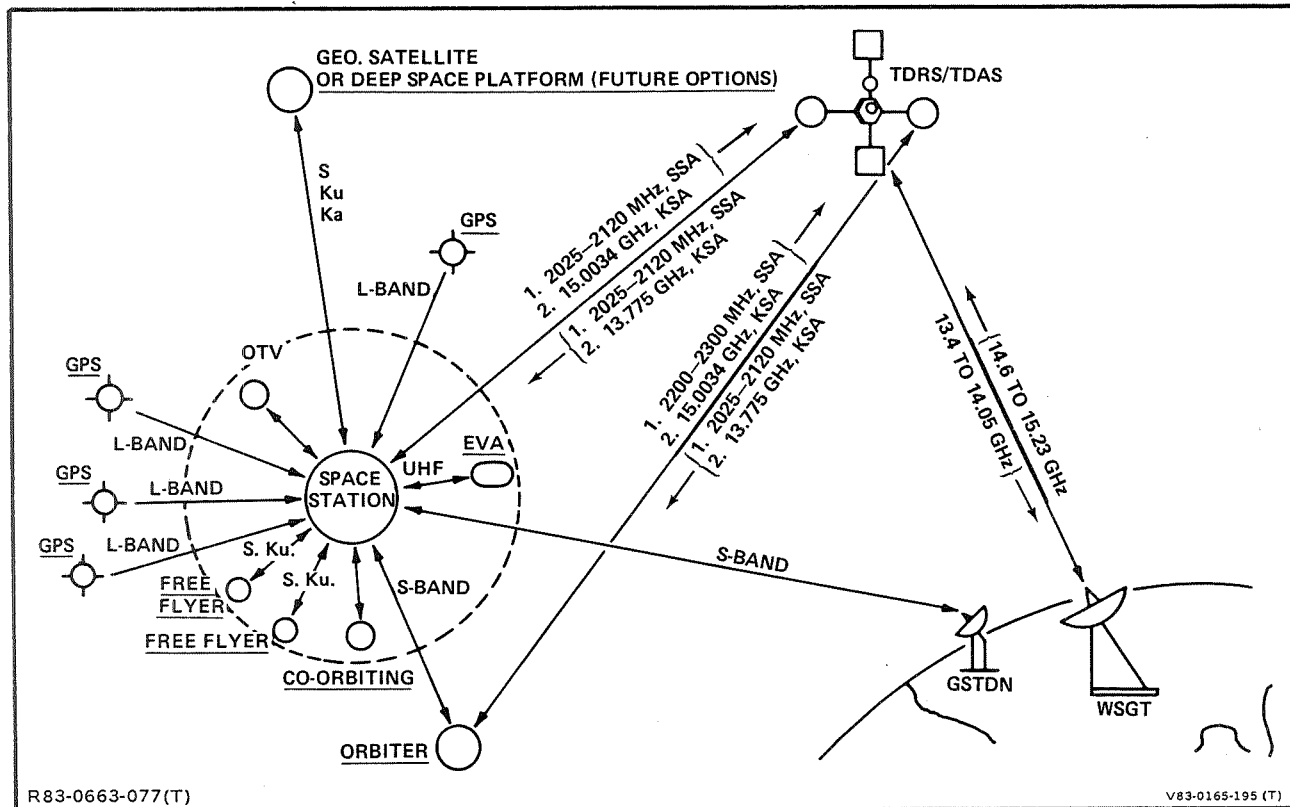 GEO. SATELLITE
OR DEEP SPACE PLATFORM (FUTURE OPTIONS)
TDRS/TDAS
S
Ku
Ka
GPS
L-BAND
1. 2025–2120 MHz, SSA
2. 15.0034 GHz, KSA
1. 2025–2120 MHz, SSA
2. 13.775 GHz, KSA
1. 2200–2300 MHz, SSA
2. 15.0034 GHz, KSA
1. 2025–2120 MHz, SSA
2. 13.775 GHz, KSA
14.6 TO 15.23 GHz
13.4 TO 14.05 GHz
OTV
GPS
L-BAND
GPS
L-BAND
GPS
L-BAND
SPACE
STATION
UHF
EVA
S. Ku.
FREE
FLYER
S. Ku.
FREE FLYER
CO-ORBITING
S-BAND
S-BAND
ORBITER
GSTDN
WSGT
R83-0663-077(T)
V83-0165-195 (T)